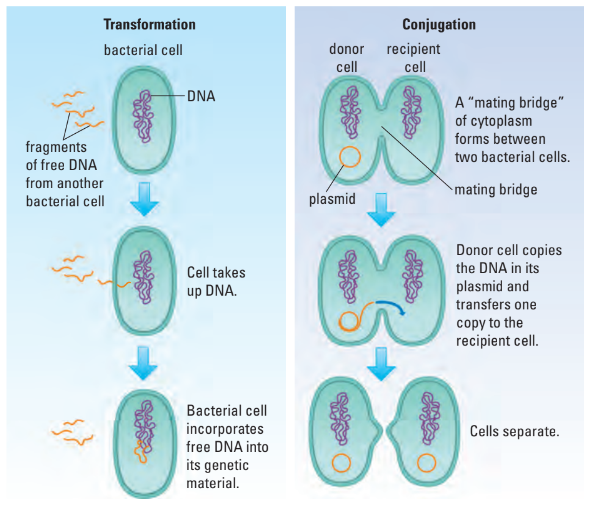 Transformation
bacterial cell
DNA
fragments
of free DNA
from another
bacterial cell
Cell takes
up DNA.
Bacterial cell
incorporates
free DNA into
its genetic
material.
Conjugation
donor
cell
recipient
cell
A “mating bridge”
of cytoplasm
forms between
two bacterial cells.
mating bridge
plasmid
Donor cell copies
the DNA in its
plasmid and
transfers one
copy to the
recipient cell.
Cells separate.